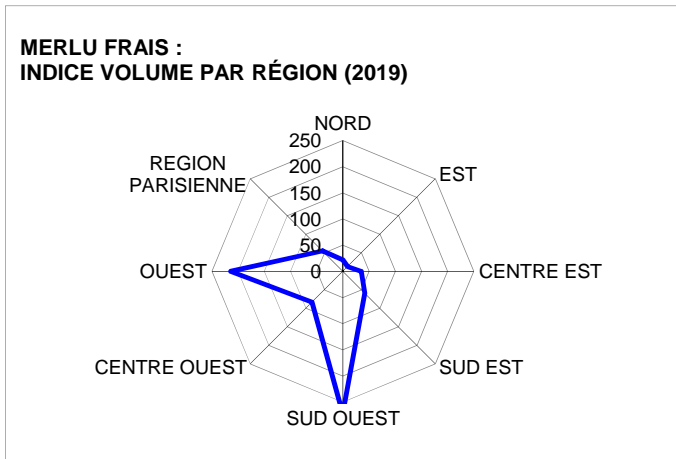 MERLU FRAIS :
INDICE VOLUME PAR RÉGION (2019)
NORD
250
200
150
100
50
0
REGION
PARISIENNE
EST
OUEST
CENTRE EST
CENTRE OUEST
SUD EST
SUD OUEST